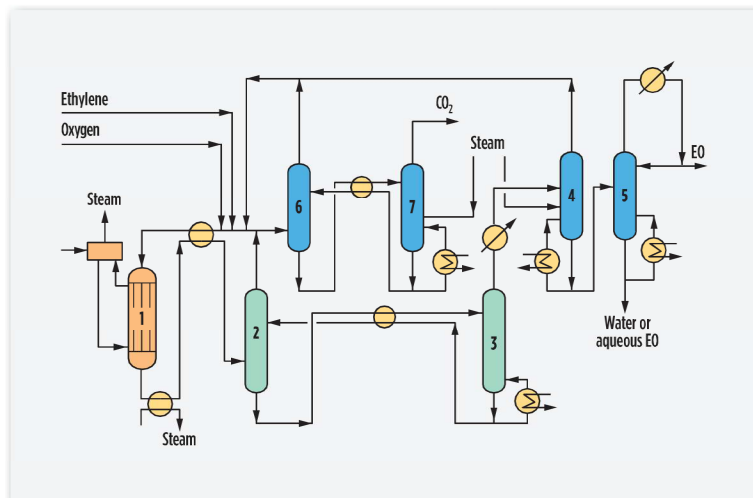 Ethylene
Oxygen
Steam
CO₂
Steam
EO
6
7
4
5
1
2
3
Water or
aqueous EO
Steam